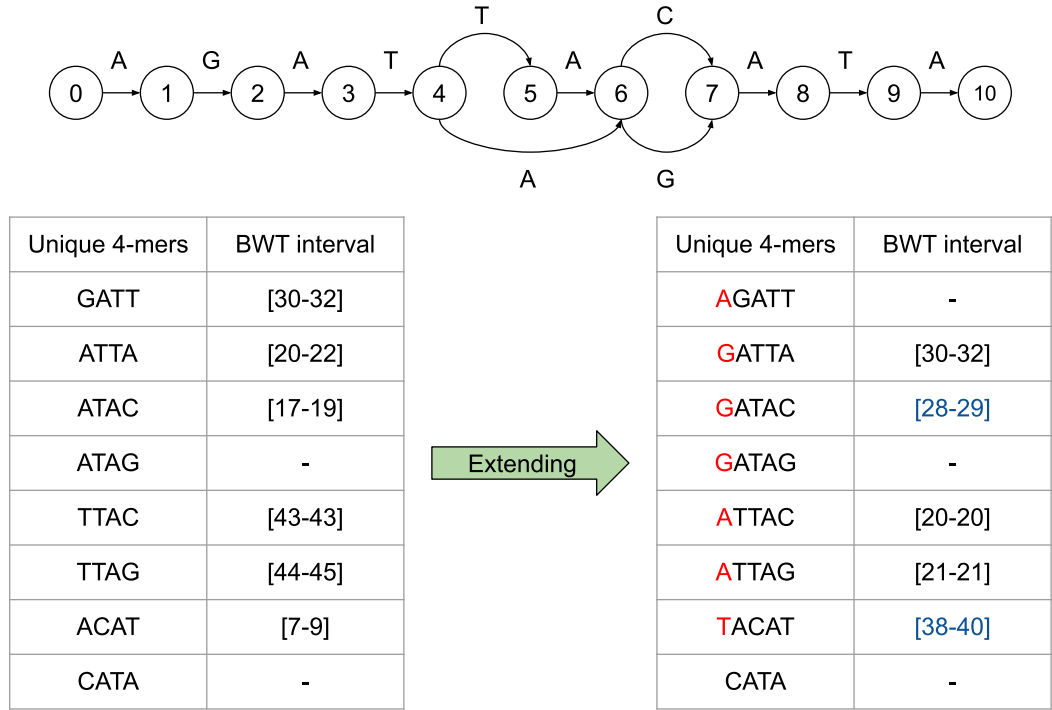 T C
A G A T A A T A
0 1 2 3 4 5 6 7 8 9 10
A G
Unique 4-mers BWT interval
GATT [30-32]
ATTA [20-22]
ATAC [17-19]
ATAG -
TTAC [43-43]
TTAG [44-45]
ACAT [7-9]
CATA -
Extending
Unique 4-mers BWT interval
AGATT -
GATTA [30-32]
GATAC [28-29]
GATAG -
ATTAC [20-20]
ATTAG [21-21]
TACAT [38-40]
CATA -